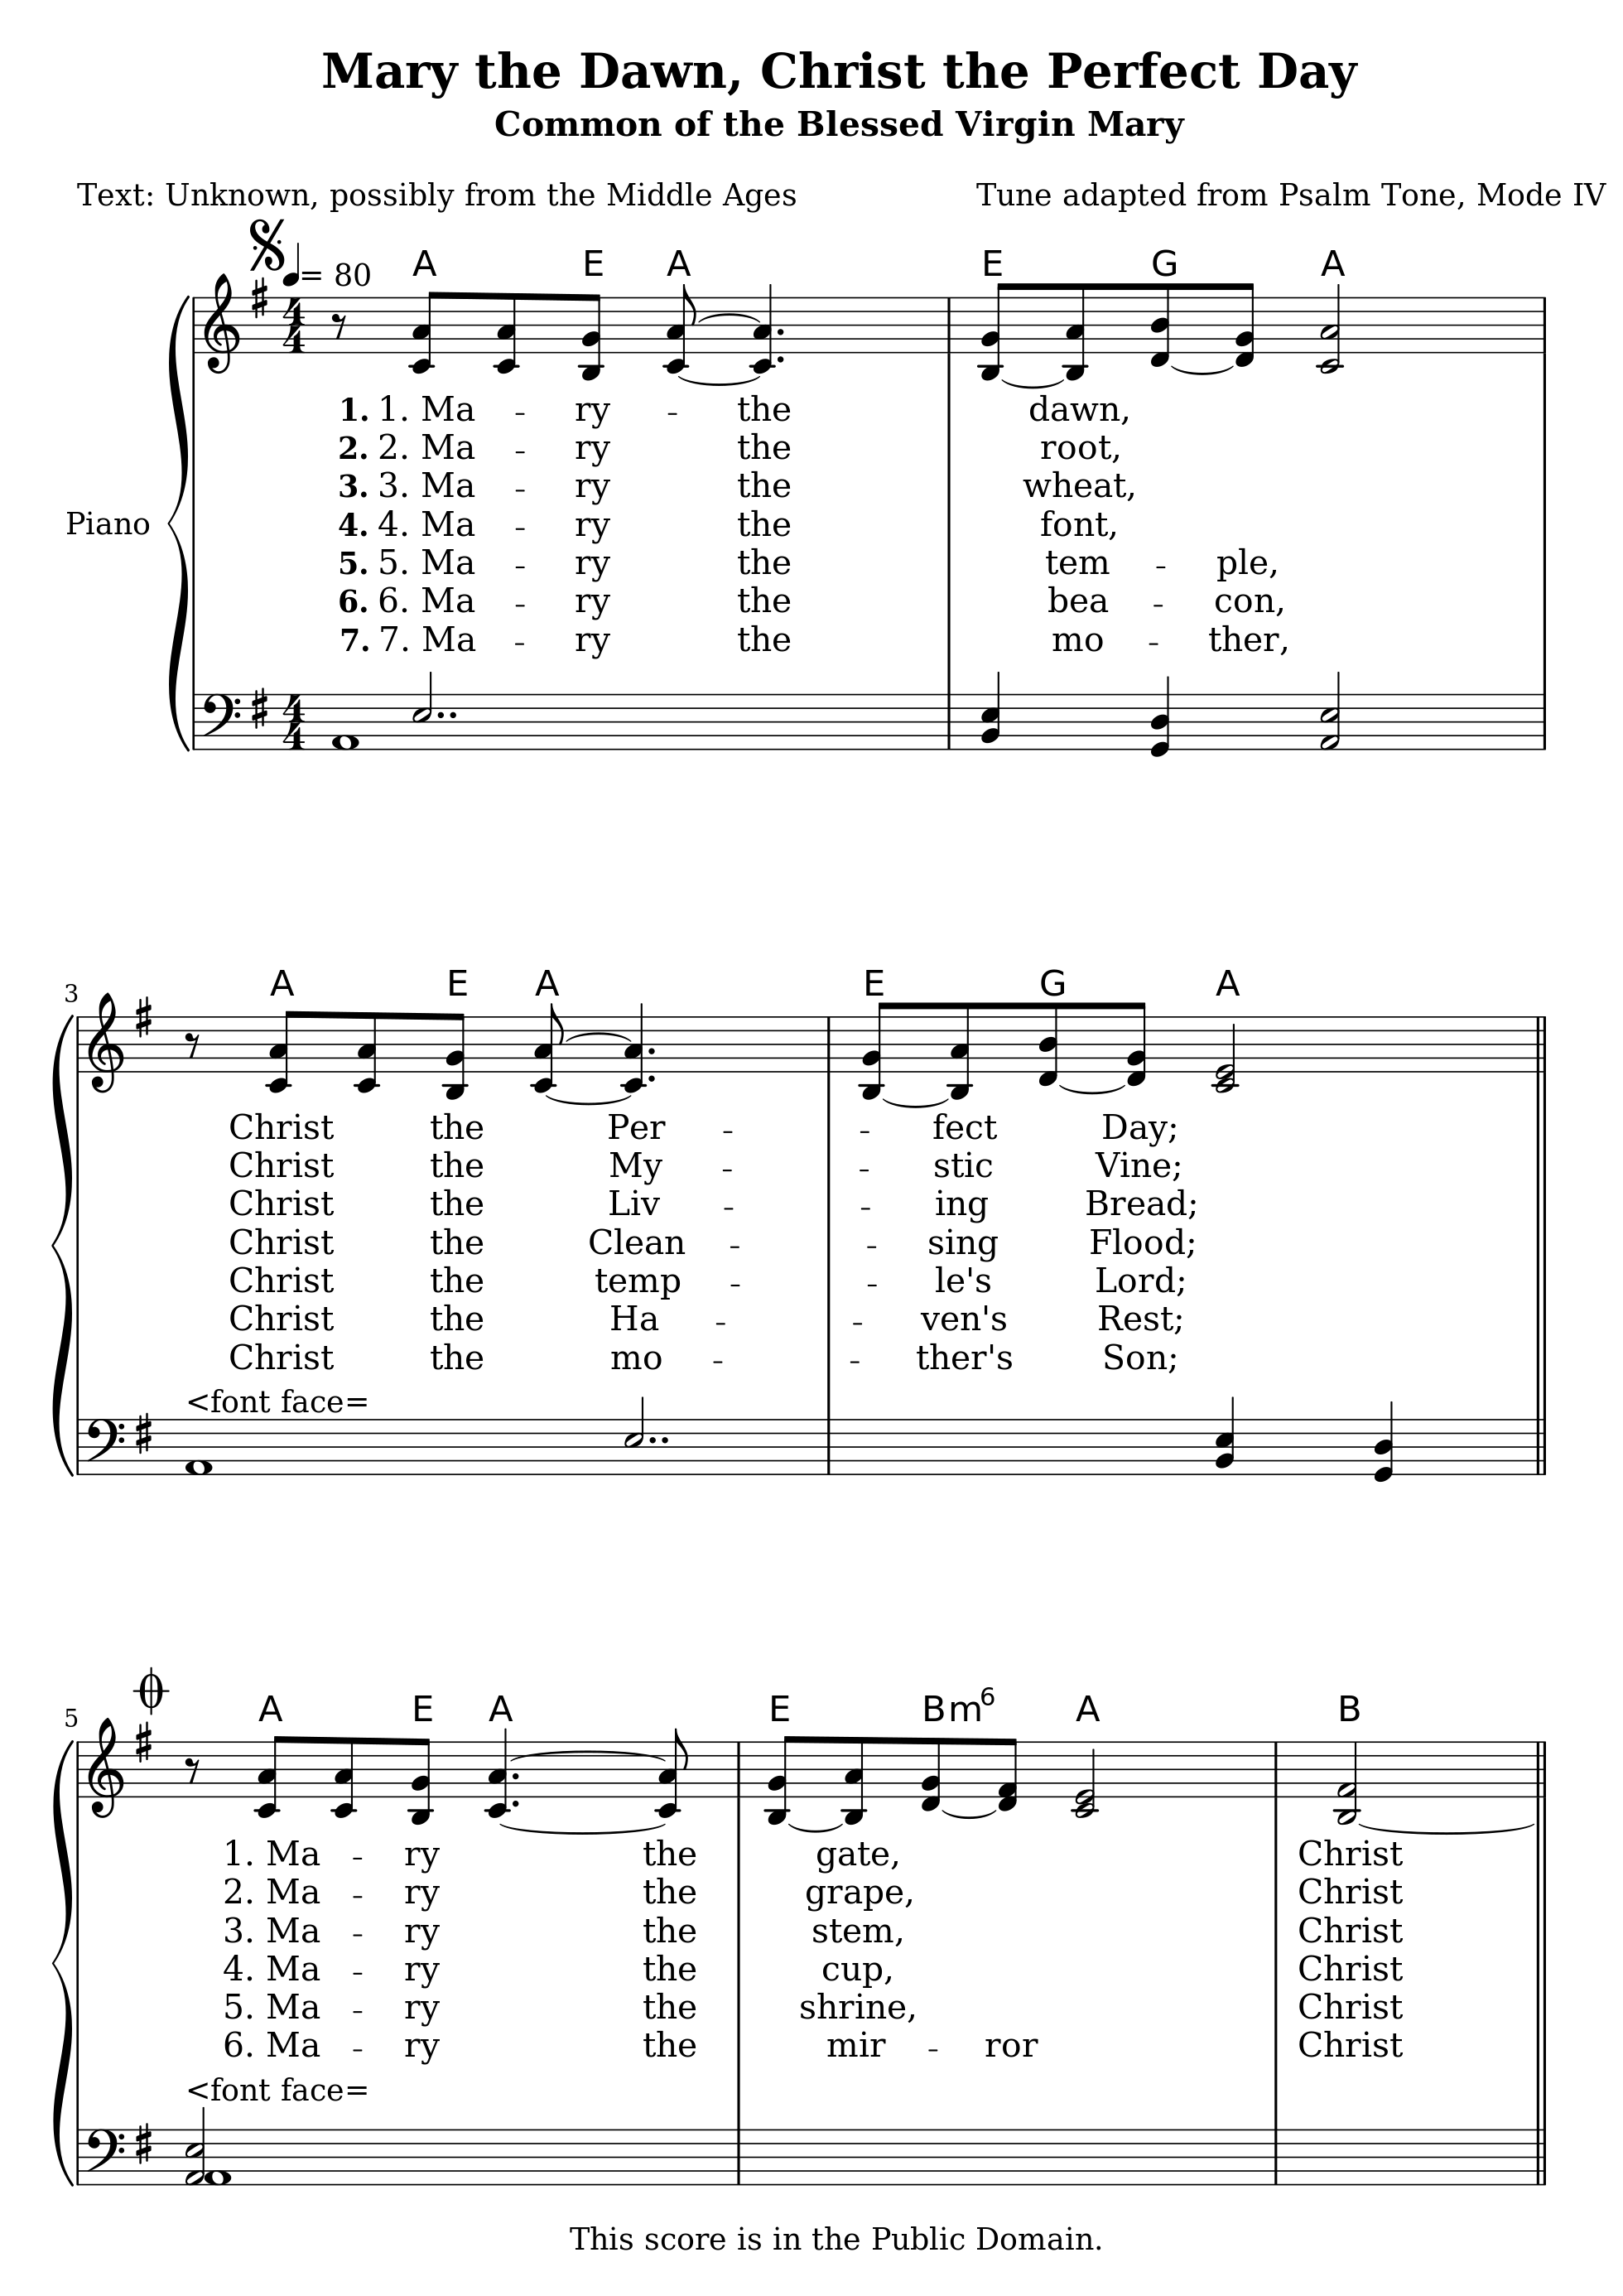 Mary the Dawn, Christ the Perfect Day
Common of the Blessed Virgin Mary
Text: Unknown, possibly from the Middle Ages
Tune adapted from Psalm Tone, Mode IV
= 80 A E A E G A
4
4
1. 1. Ma - ry - the dawn,
2. 2. Ma - ry the root,
3. 3. Ma - ry the wheat,
4. 4. Ma - ry the font,
Piano
5. 5. Ma - ry the tem - ple,
6. 6. Ma - ry the bea - con,
7. 7. Ma - ry the mo - ther,
4
4
3 A E A E G A
Christ the Per - - fect Day;
Christ the My - - stic Vine;
Christ the Liv - - ing Bread;
Christ the Clean - - sing Flood;
Christ the temp - - le's Lord;
Christ the Ha - - ven's Rest;
Christ the mo - - ther's Son;
<font face=
5 A E A E Bm6 A B
1. Ma - ry the gate, Christ
2. Ma - ry the grape, Christ
3. Ma - ry the stem, Christ
4. Ma - ry the cup, Christ
5. Ma - ry the shrine, Christ
6. Ma - ry the mir - ror Christ
<font face=
This score is in the Public Domain.